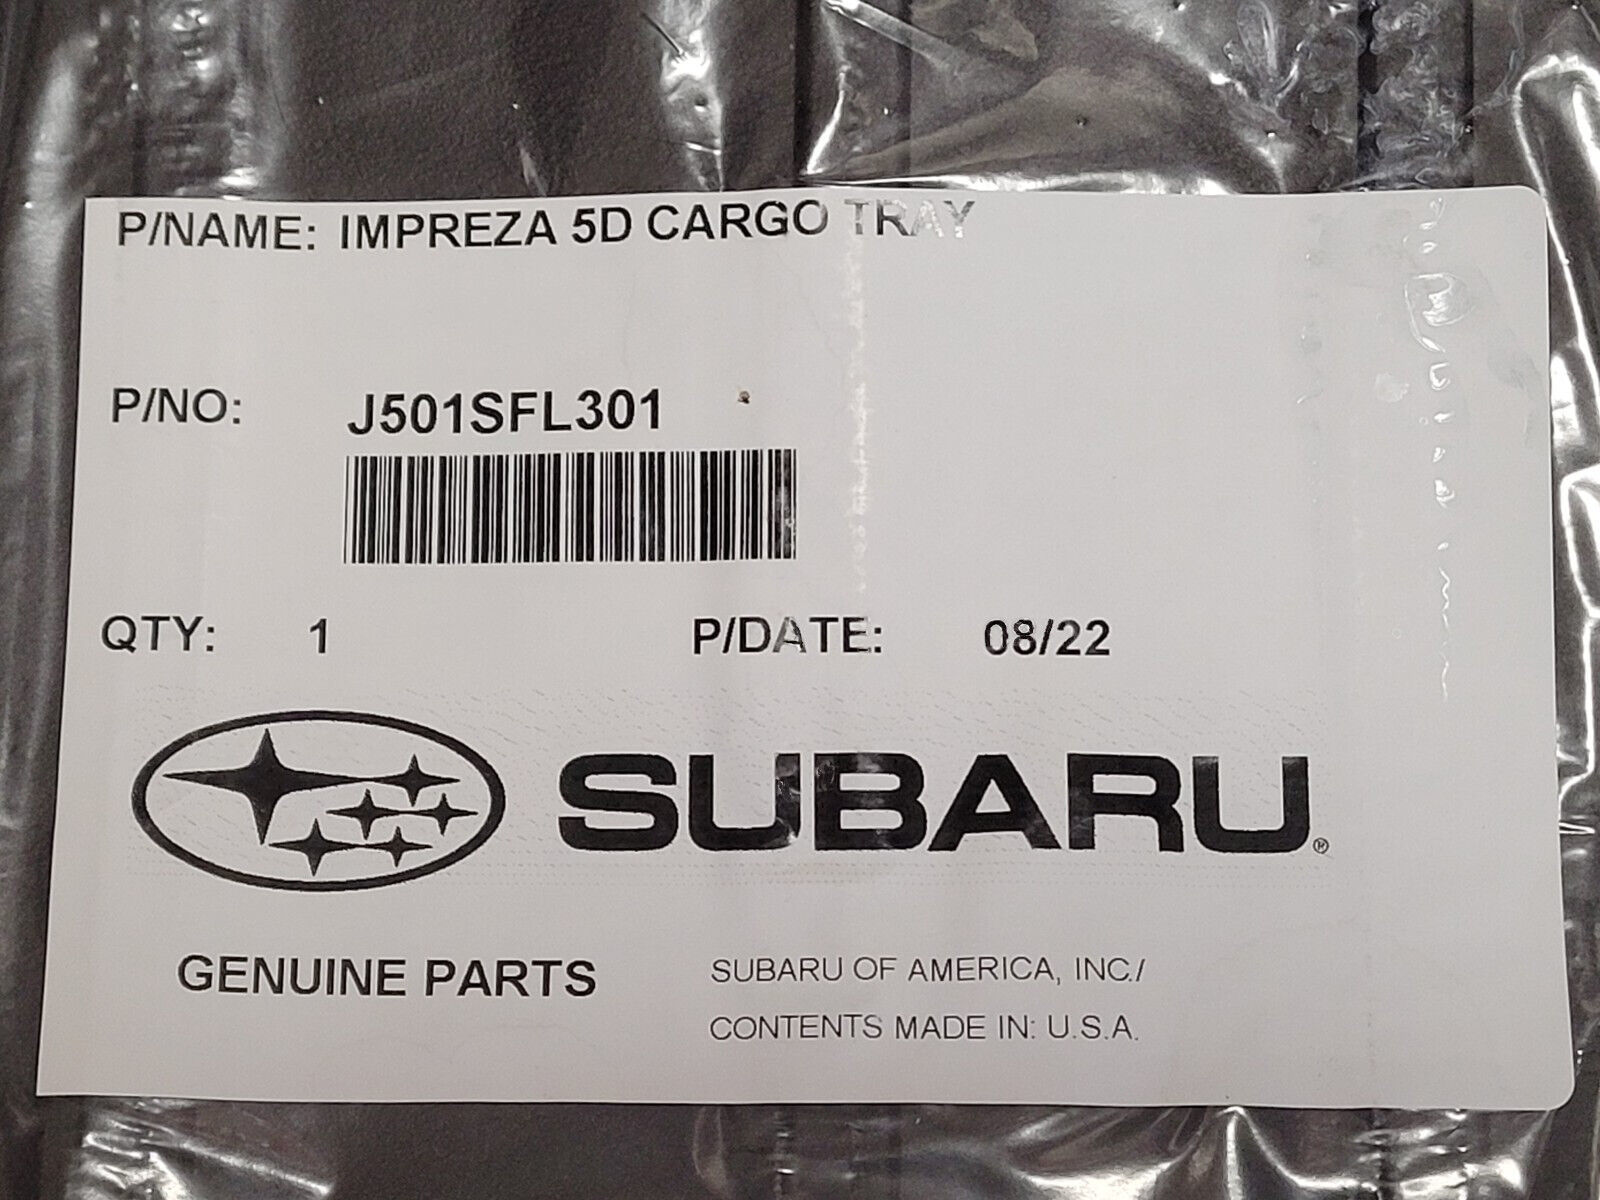 P/NAME: IMPREZA 5D CARGO TRAY
P/NO: J501SFL301
QTY: 1 P/DATE: 08/22
SUBARU®
GENUINE PARTS
SUBARU OF AMERICA, INC./
CONTENTS MADE IN: U.S.A.